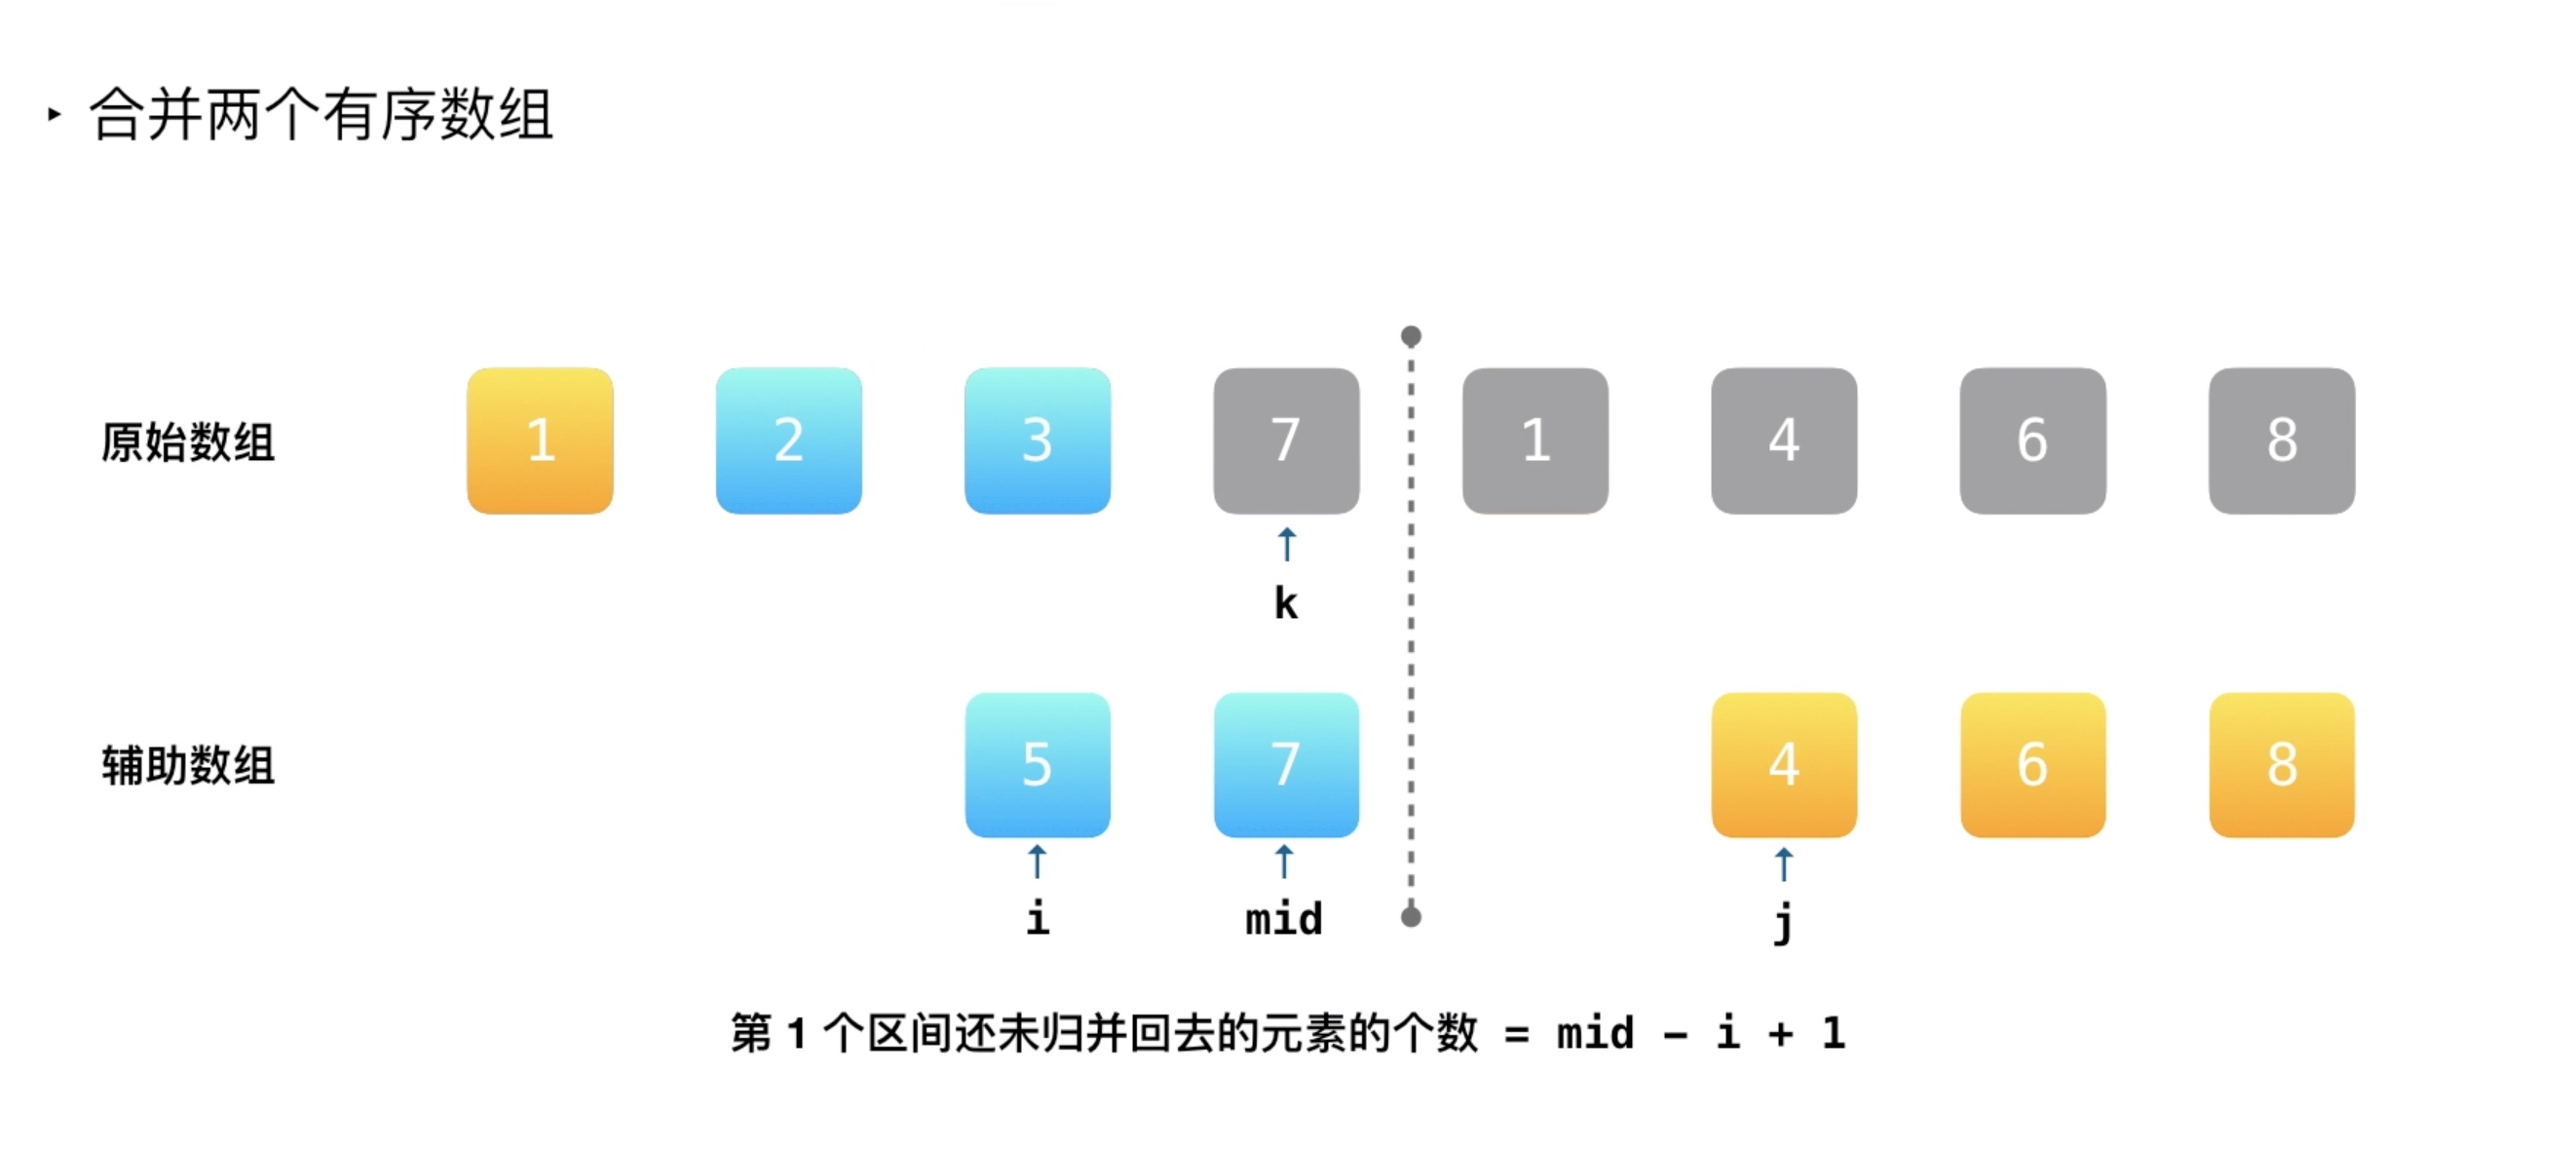 ‣ 合并两个有序数组
原始数组 1 2 3 7 1 4 6 8
k
辅助数组 5 7 4 6 8
i mid j
第 1 个区间还未归并回去的元素的个数 = mid - i + 1